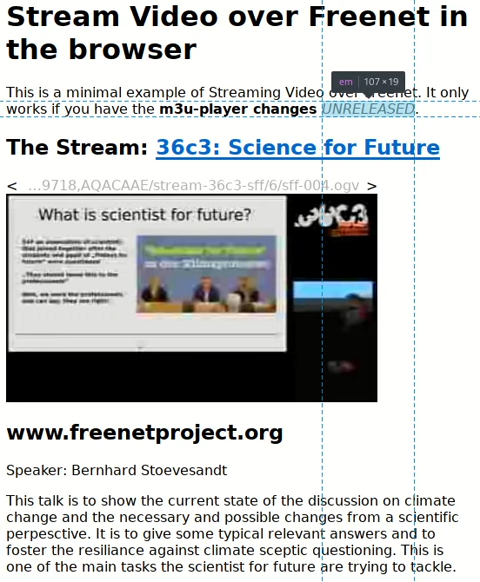 Stream Video over Freenet in
the browser
em 107×19
This is a minimal example of Streaming Video over Freenet. It only
works if you have the m3u-player changes UNRELEASED.
The Stream: 36c3: Science for Future
< ...9718,AQACAAE/stream-36c3-sff/6/sff-004.ogv >
What is scientist for future?
www.freenetproject.org
Speaker: Bernhard Stoevesandt
This talk is to show the current state of the discussion on climate
change and the necessary and possible changes from a scientific
perpesctive. It is to give some typical relevant answers and to
foster the resiliance against climate sceptic questioning. This is
one of the main tasks the scientist for future are trying to tackle.